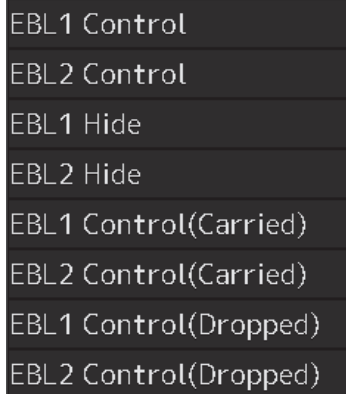 EBL1 Control
EBL2 Control
EBL1 Hide
EBL2 Hide
EBL1 Control(Carried)
EBL2 Control(Carried)
EBL1 Control(Dropped)
EBL2 Control(Dropped)